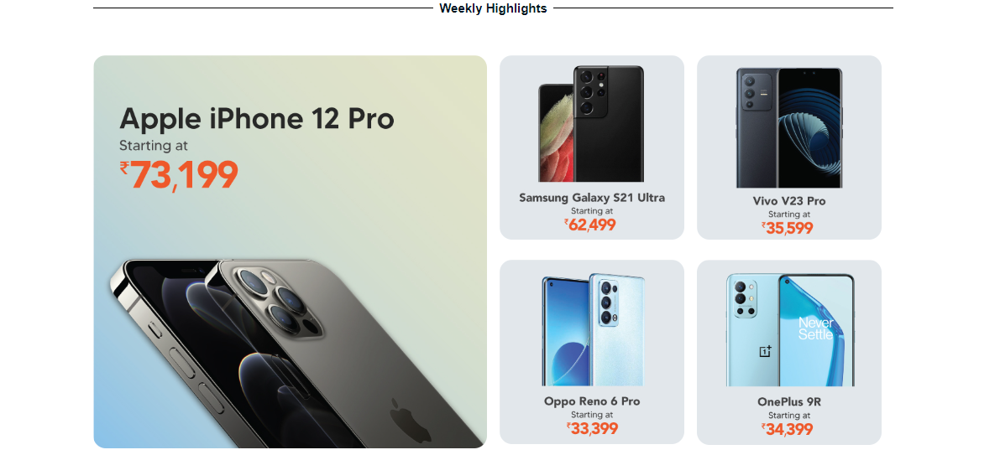 Weekly Highlights
Apple iPhone 12 Pro
Starting at
₹73,199
Samsung Galaxy S21 Ultra
Starting at
₹62,499
Vivo V23 Pro
Starting at
₹35,599
Never
Settle
1+
Oppo Reno 6 Pro
Starting at
₹33,399
OnePlus 9R
Starting at
₹34,399